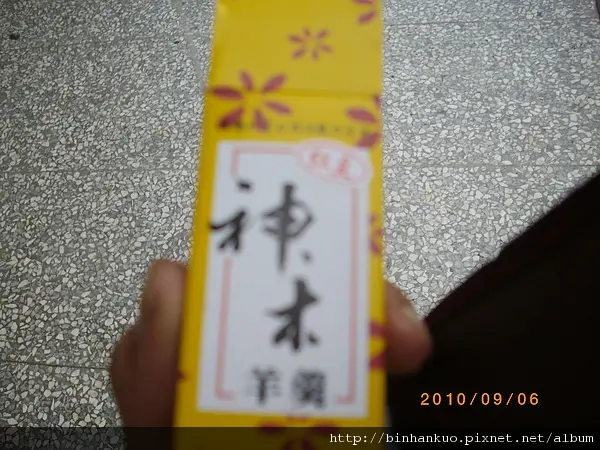 紅豆
神木
羊羹
2010/09/06
http://binhankuo.pixnet.net/album